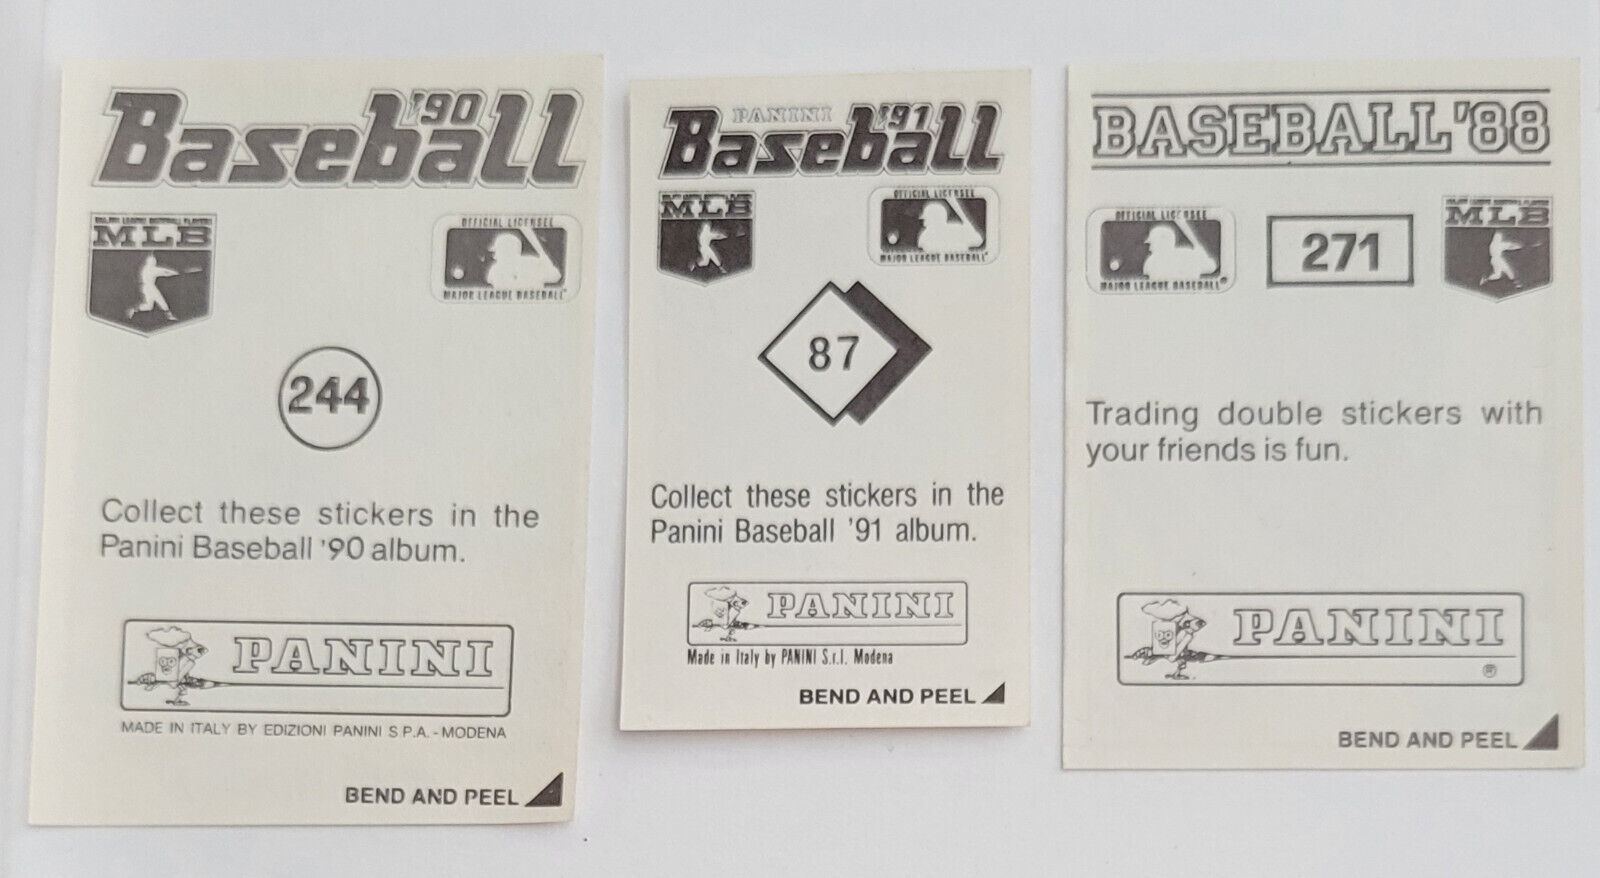 '90
Baseball
MAJOR LEAGUE BASEBALL PLAYERS
MLB
OFFICIAL LICENSEE
MAJOR LEAGUE BASEBALL
244
Collect these stickers in the
Panini Baseball '90 album.
PANINI
MADE IN ITALY BY EDIZIONI PANINI S.P.A. - MODENA
BEND AND PEEL
PANINI '91
Baseball
MLB
OFFICIAL LICENSEE
MAJOR LEAGUE BASEBALL
87
Collect these stickers in the
Panini Baseball '91 album.
PANINI
Made in Italy by PANINI S.r.l. Modena
BEND AND PEEL
BASEBALL '88
OFFICIAL LICENSEE
MAJOR LEAGUE BASEBALL®
271
MLB
Trading double stickers with
your friends is fun.
PANINI
®
BEND AND PEEL